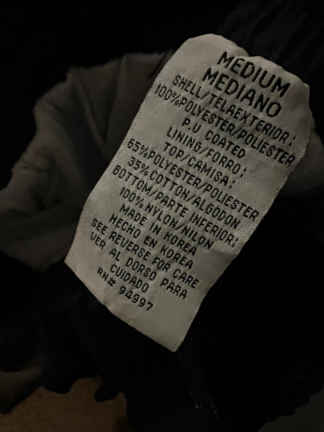 MEDIUM
MEDIANO
SHELL/TELAEXTERIOR:
100%POLYESTER/POLIESTER
P.U COATED
LINING/FORRO:
TOP/CAMISA:
65%POLYESTER/POLIESTER
35%COTTON/ALGODON
BOTTOM/PARTE INFERIOR:
100%NYLON/NILON
MADE IN KOREA
HECHO EN KOREA
SEE REVERSE FOR CARE
VER AL DORSO PARA
CUIDADO
RN# 94997